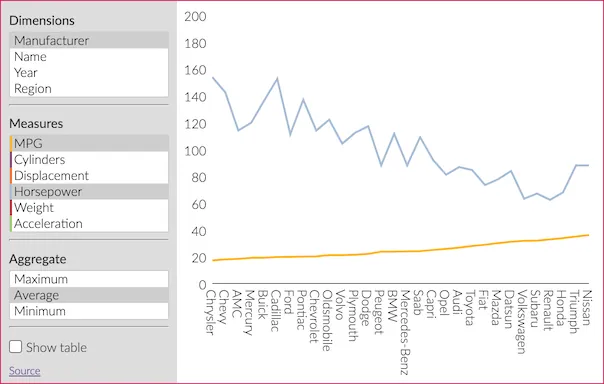 Dimensions
Manufacturer
Name
Year
Region
Measures
MPG
Cylinders
Displacement
Horsepower
Weight
Acceleration
Aggregate
Maximum
Average
Minimum
Show table
Source
200
180
160
140
120
100
80
60
40
20
0
Chrysler
Chevy
AMC
Mercury
Buick
Cadillac
Ford
Pontiac
Chevrolet
Oldsmobile
Volvo
Plymouth
Dodge
Peugeot
BMW
Mercedes-Benz
Saab
Capri
Opel
Audi
Toyota
Fiat
Mazda
Datsun
Volkswagen
Subaru
Renault
Honda
Triumph
Nissan